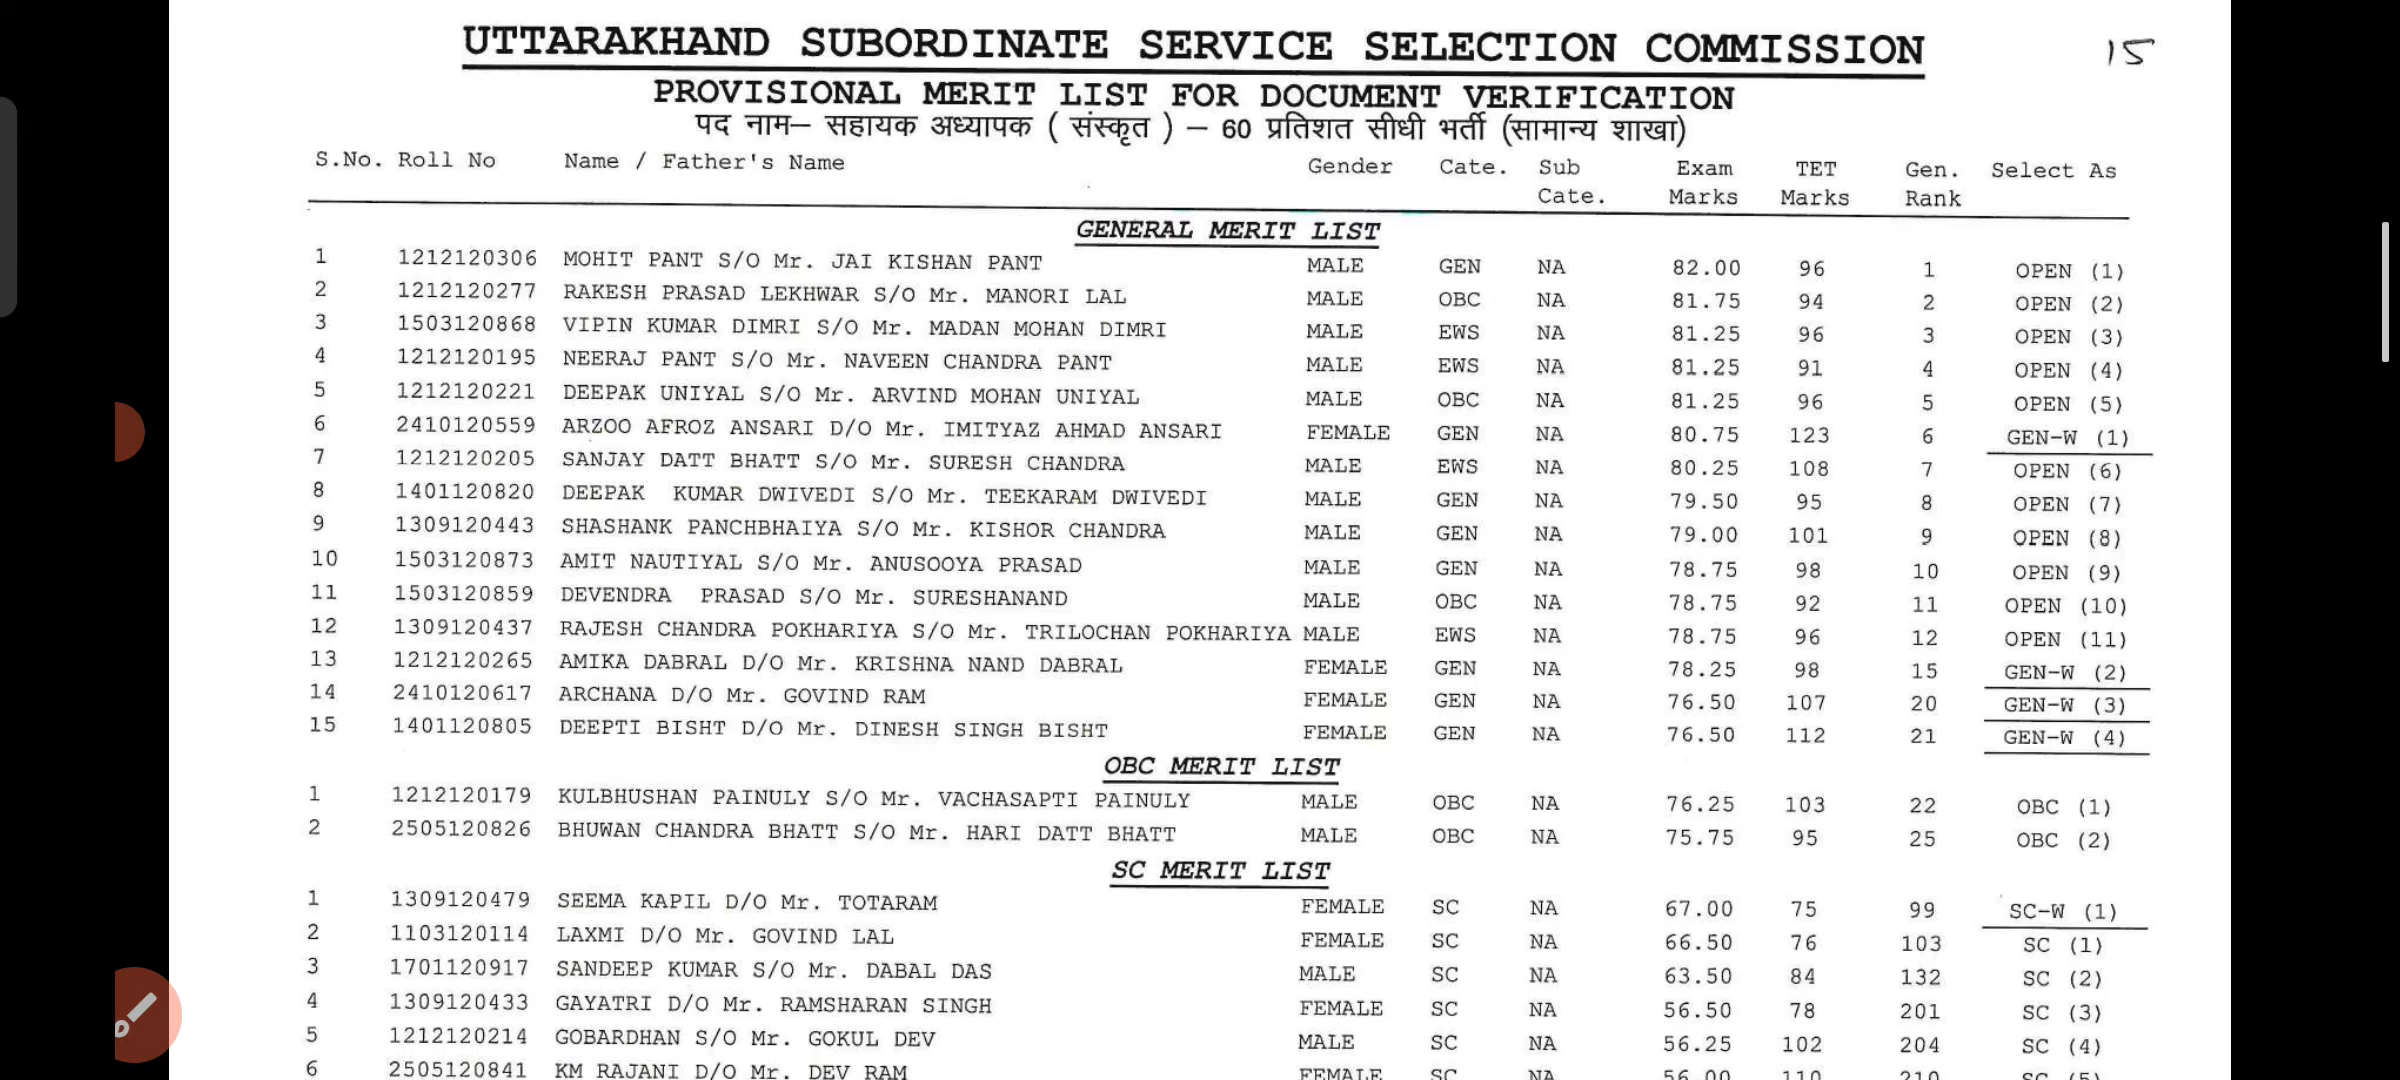 UTTARAKHAND SUBORDINATE SERVICE SELECTION COMMISSION 15
PROVISIONAL MERIT LIST FOR DOCUMENT VERIFICATION
पद नाम– सहायक अध्यापक ( संस्कृत ) – 60 प्रतिशत सीधी भर्ती (सामान्य शाखा)
S.No. Roll No Name / Father's Name Gender Cate. Sub Cate. Exam Marks TET Marks Gen. Rank Select As
GENERAL MERIT LIST
1 1212120306 MOHIT PANT S/O Mr. JAI KISHAN PANT MALE GEN NA 82.00 96 1 OPEN (1)
2 1212120277 RAKESH PRASAD LEKHWAR S/O Mr. MANORI LAL MALE OBC NA 81.75 94 2 OPEN (2)
3 1503120868 VIPIN KUMAR DIMRI S/O Mr. MADAN MOHAN DIMRI MALE EWS NA 81.25 96 3 OPEN (3)
4 1212120195 NEERAJ PANT S/O Mr. NAVEEN CHANDRA PANT MALE EWS NA 81.25 91 4 OPEN (4)
5 1212120221 DEEPAK UNIYAL S/O Mr. ARVIND MOHAN UNIYAL MALE OBC NA 81.25 96 5 OPEN (5)
6 2410120559 ARZOO AFROZ ANSARI D/O Mr. IMITYAZ AHMAD ANSARI FEMALE GEN NA 80.75 123 6 GEN-W (1)
7 1212120205 SANJAY DATT BHATT S/O Mr. SURESH CHANDRA MALE EWS NA 80.25 108 7 OPEN (6)
8 1401120820 DEEPAK KUMAR DWIVEDI S/O Mr. TEEKARAM DWIVEDI MALE GEN NA 79.50 95 8 OPEN (7)
9 1309120443 SHASHANK PANCHBHAIYA S/O Mr. KISHOR CHANDRA MALE GEN NA 79.00 101 9 OPEN (8)
10 1503120873 AMIT NAUTIYAL S/O Mr. ANUSOOYA PRASAD MALE GEN NA 78.75 98 10 OPEN (9)
11 1503120859 DEVENDRA PRASAD S/O Mr. SURESHANAND MALE OBC NA 78.75 92 11 OPEN (10)
12 1309120437 RAJESH CHANDRA POKHARIYA S/O Mr. TRILOCHAN POKHARIYA MALE EWS NA 78.75 96 12 OPEN (11)
13 1212120265 AMIKA DABRAL D/O Mr. KRISHNA NAND DABRAL FEMALE GEN NA 78.25 98 15 GEN-W (2)
14 2410120617 ARCHANA D/O Mr. GOVIND RAM FEMALE GEN NA 76.50 107 20 GEN-W (3)
15 1401120805 DEEPTI BISHT D/O Mr. DINESH SINGH BISHT FEMALE GEN NA 76.50 112 21 GEN-W (4)
OBC MERIT LIST
1 1212120179 KULBHUSHAN PAINULY S/O Mr. VACHASAPTI PAINULY MALE OBC NA 76.25 103 22 OBC (1)
2 2505120826 BHUWAN CHANDRA BHATT S/O Mr. HARI DATT BHATT MALE OBC NA 75.75 95 25 OBC (2)
SC MERIT LIST
1 1309120479 SEEMA KAPIL D/O Mr. TOTARAM FEMALE SC NA 67.00 75 99 SC-W (1)
2 1103120114 LAXMI D/O Mr. GOVIND LAL FEMALE SC NA 66.50 76 103 SC (1)
3 1701120917 SANDEEP KUMAR S/O Mr. DABAL DAS MALE SC NA 63.50 84 132 SC (2)
4 1309120433 GAYATRI D/O Mr. RAMSHARAN SINGH FEMALE SC NA 56.50 78 201 SC (3)
5 1212120214 GOBARDHAN S/O Mr. GOKUL DEV MALE SC NA 56.25 102 204 SC (4)
6 2505120841 KM RAJANI D/O Mr. DEV RAM FEMALE SC NA 56.00 110 210 SC (5)